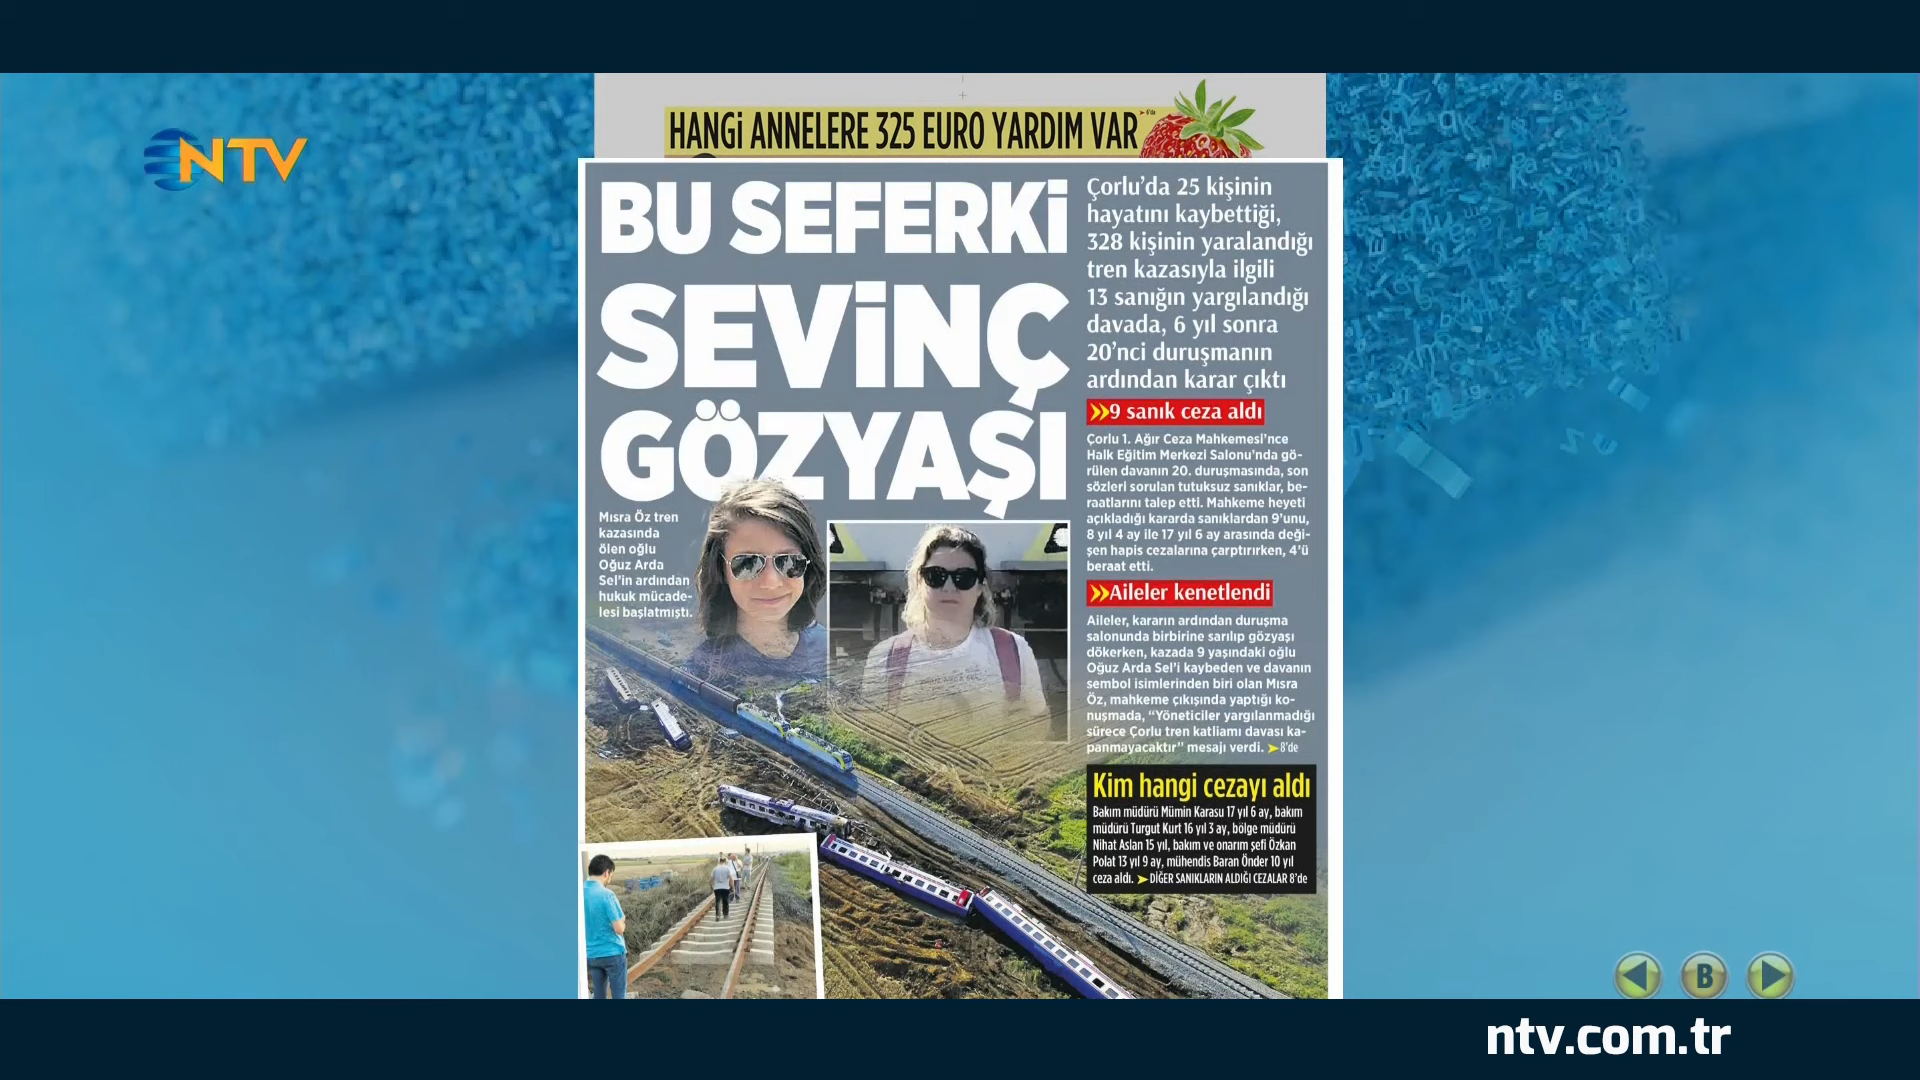 HANGİ ANNELERE 325 EURO YARDIM VAR
NTV
BU SEFERKİ
SEVİNÇ
GÖZYAŞI
Mısra Öz tren
kazasında
ölen oğlu
Oğuz Arda
Sel'in ardından
hukuk mücade-
lesi başlatmıştı.
Çorlu'da 25 kişinin
hayatını kaybettiği,
328 kişinin yaralandığı
tren kazasıyla ilgili
13 sanığın yargılandığı
davada, 6 yıl sonra
20'nci duruşmanın
ardından karar çıktı
9 sanık ceza aldı
Çorlu 1. Ağır Ceza Mahkemesi'nce
Halk Eğitim Merkezi Salonu'nda gö-
rülen davanın 20. duruşmasında, son
sözleri sorulan tutuksuz sanıklar, be-
raatlarını talep etti. Mahkeme heyeti
açıkladığı kararda sanıklardan 9'unu,
8 yıl 4 ay ile 17 yıl 6 ay arasında deği-
şen hapis cezalarına çarptırırken, 4'ü
beraat etti.
Aileler kenetlendi
Aileler, kararın ardından duruşma
salonunda birbirine sarılıp gözyaşı
dökerken, kazada 9 yaşındaki oğlu
Oğuz Arda Sel'i kaybeden ve davanın
sembol isimlerinden biri olan Mısra
Öz, mahkeme çıkışında yaptığı ko-
nuşmada, “Yöneticiler yargılanmadığı
sürece Çorlu tren katliamı davası ka-
panmayacaktır” mesajı verdi. ➤8'de
Kim hangi cezayı aldı
Bakım müdürü Mümin Karasu 17 yıl 6 ay, bakım
müdürü Turgut Kurt 16 yıl 3 ay, bölge müdürü
Nihat Aslan 15 yıl, bakım ve onarım şefi Özkan
Polat 13 yıl 9 ay, mühendis Baran Önder 10 yıl
ceza aldı. ➤DİĞER SANIKLARIN ALDIĞI CEZALAR 8'de
B
ntv.com.tr